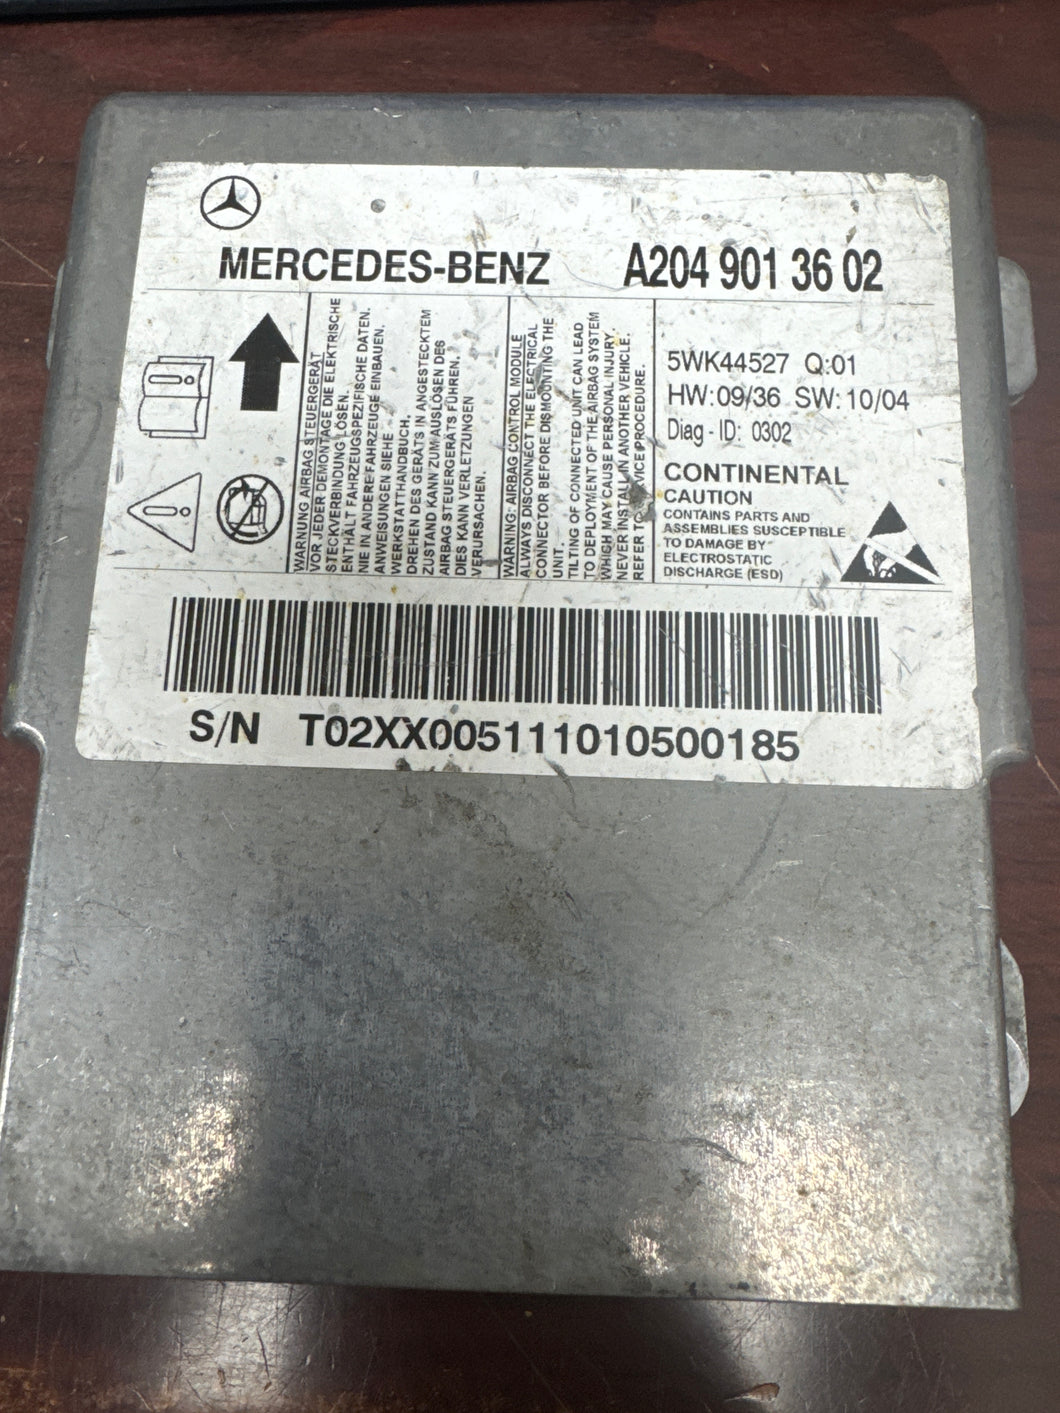 MERCEDES-BENZ A204 901 36 02
WARNUNG AIRBAG STEUERGERÄT
VOR JEDER DEMONTAGE DIE ELEKTRISCHE
STECKVERBINDUNG LÖSEN.
ENTHÄLT FAHRZEUGSPEZIFISCHE DATEN.
NIE IN ANDERE FAHRZEUGE EINBAUEN.
ANWEISUNGEN SIEHE
WERKSTATTHANDBUCH.
DREHEN DES GERÄTS IN ANGESTECKTEM
ZUSTAND KANN ZUM AUSLÖSEN DES
AIRBAG STEUERGERÄTS FÜHREN.
DIES KANN VERLETZUNGEN
VERURSACHEN.
WARNING: AIRBAG CONTROL MODULE
ALWAYS DISCONNECT THE ELECTRICAL
CONNECTOR BEFORE DISMOUNTING THE
UNIT.
TILTING OF CONNECTED UNIT CAN LEAD
TO DEPLOYMENT OF THE AIRBAG SYSTEM
WHICH MAY CAUSE PERSONAL INJURY.
NEVER INSTALL IN ANOTHER VEHICLE.
REFER TO SERVICE PROCEDURE.
5WK44527 Q:01
HW: 09/36 SW: 10/04
Diag - ID: 0302
CONTINENTAL
CAUTION
CONTAINS PARTS AND
ASSEMBLIES SUSCEPTIBLE
TO DAMAGE BY
ELECTROSTATIC
DISCHARGE (ESD)
S/N T02XX005111010500185